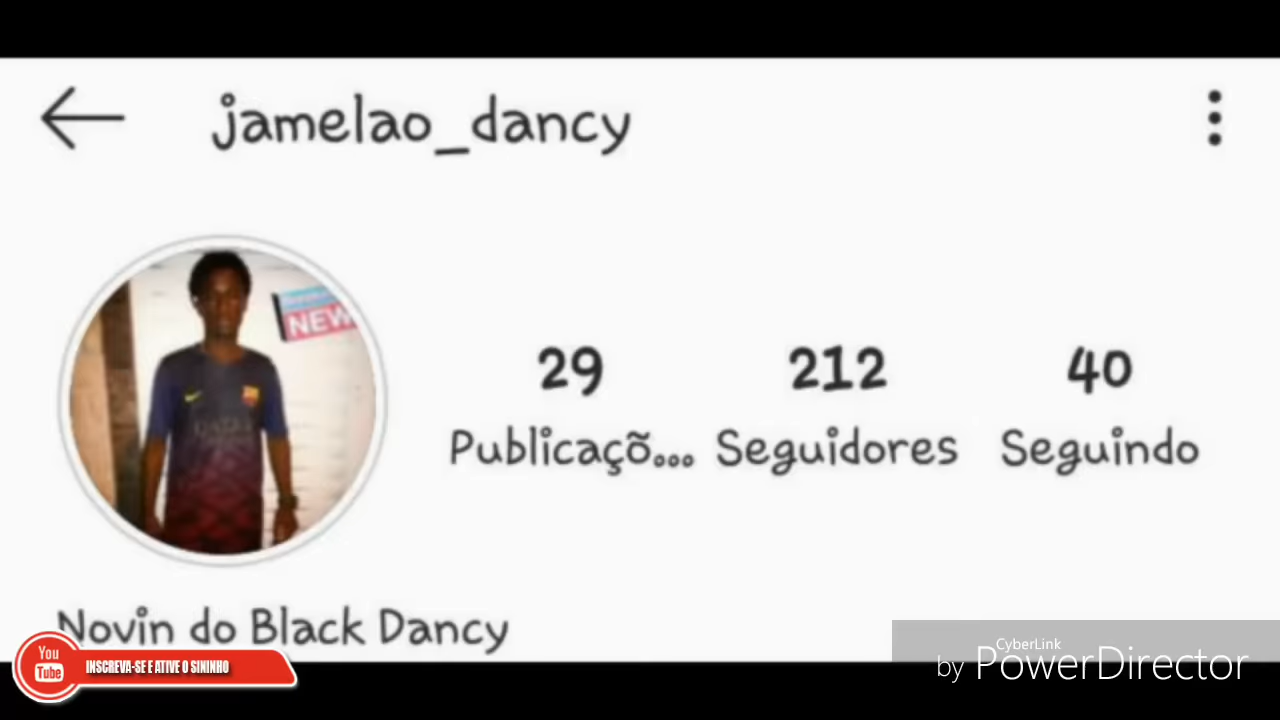 jamelao_dancy
NEW
29 212 40
Publicaçõ... Seguidores Seguindo
Novin do Black Dancy
You
Tube
INSCREVA-SE E ATIVE O SININHO
CyberLink
by PowerDirector